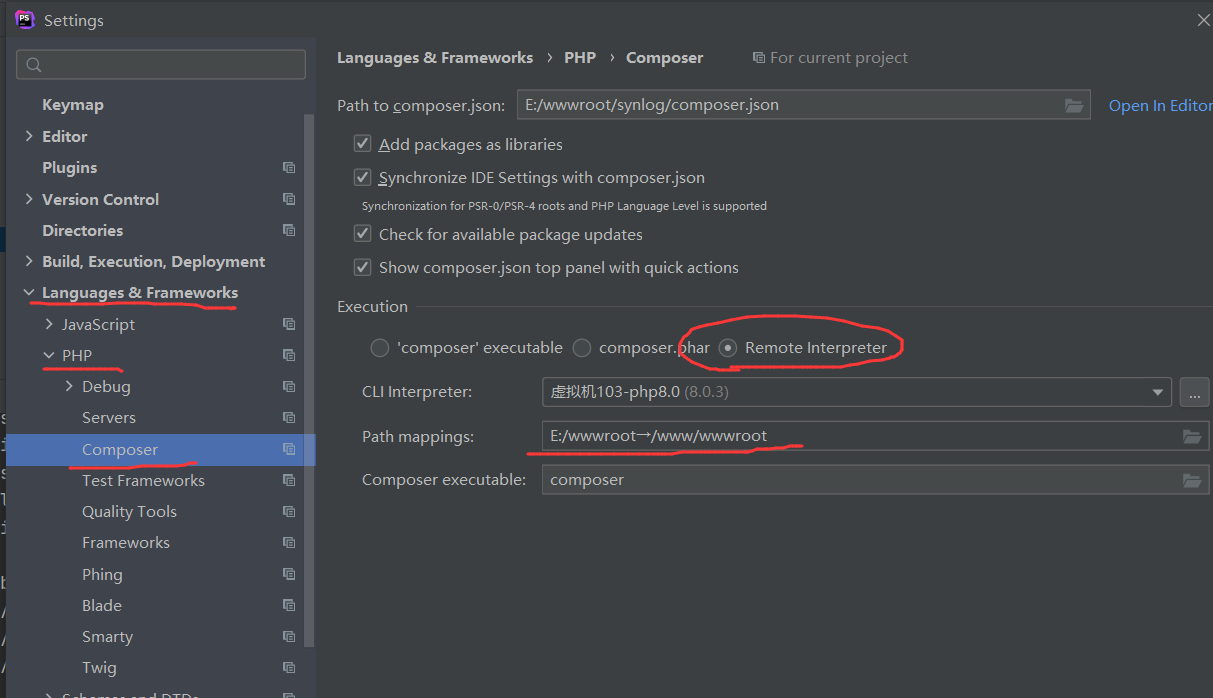 PS Settings
Languages & Frameworks › PHP › Composer For current project
Keymap
Editor
Plugins
Version Control
Directories
Build, Execution, Deployment
Languages & Frameworks
JavaScript
PHP
Debug
Servers
Composer
Test Frameworks
Quality Tools
Frameworks
Phing
Blade
Smarty
Twig
Path to composer.json: E:/wwwroot/synlog/composer.json Open In Editor
Add packages as libraries
Synchronize IDE Settings with composer.json
Synchronization for PSR-0/PSR-4 roots and PHP Language Level is supported
Check for available package updates
Show composer.json top panel with quick actions
Execution
'composer' executable composer.phar Remote Interpreter
CLI Interpreter: 虚拟机103-php8.0 (8.0.3) ...
Path mappings: E:/wwwroot→/www/wwwroot
Composer executable: composer